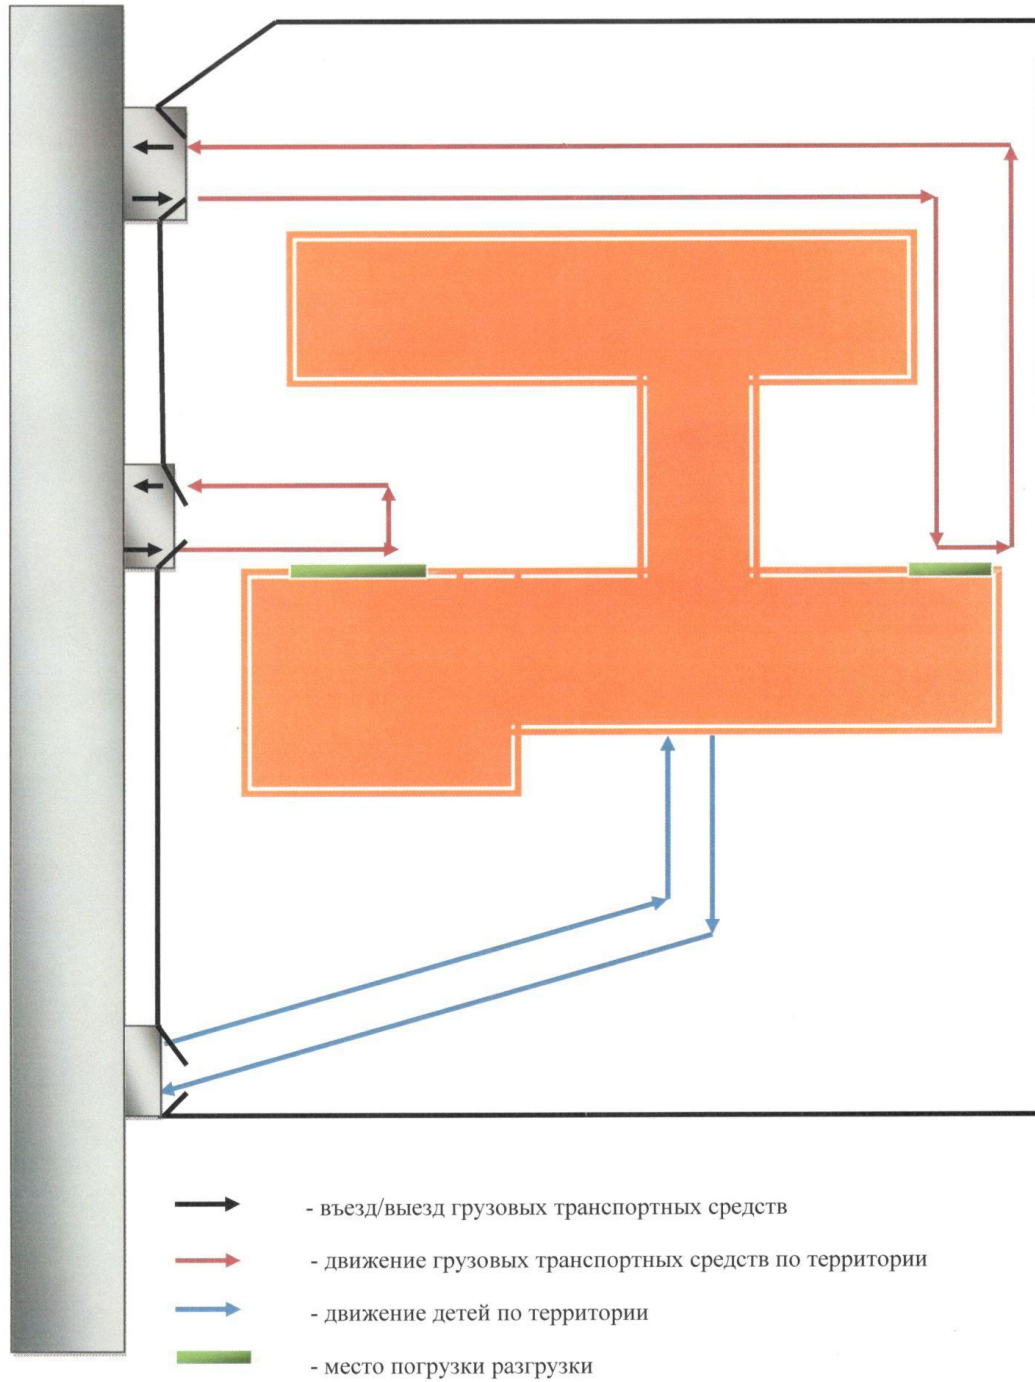 - въезд/выезд грузовых транспортных средств
- движение грузовых транспортных средств по территории
- движение детей по территории
- место погрузки разгрузки